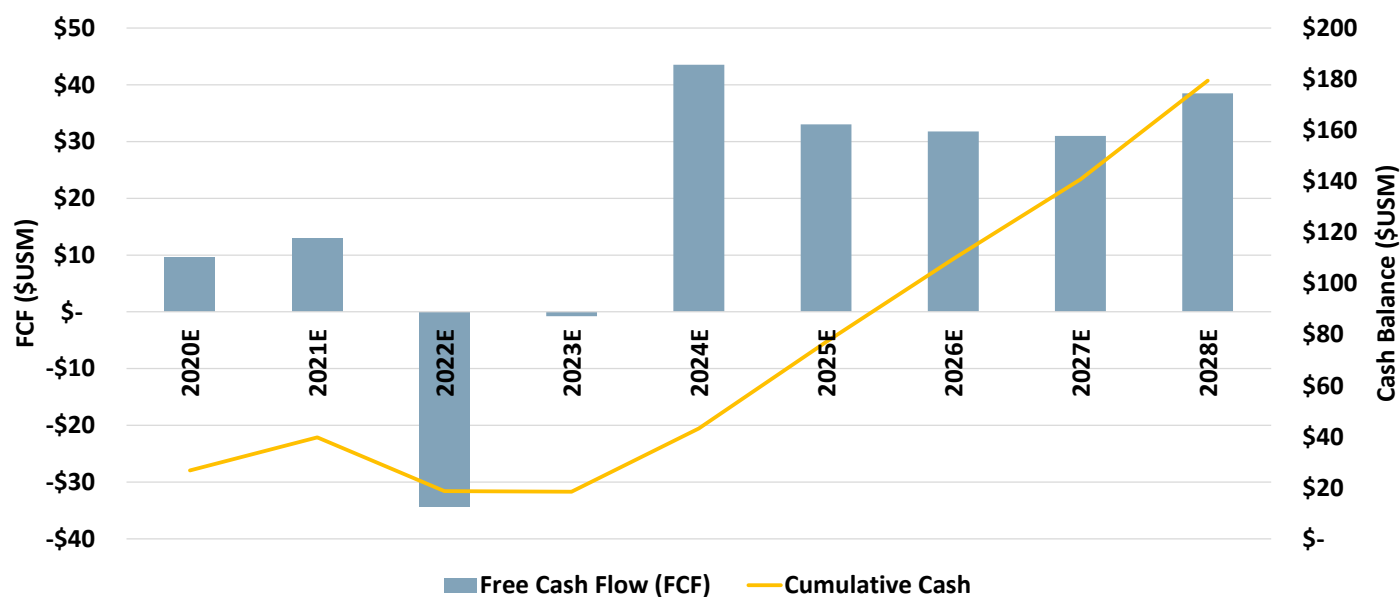 $50
$40
$30
$20
$10
$-
-$10
-$20
-$30
-$40
FCF ($USM)
2020E
2021E
2022E
2023E
2024E
2025E
2026E
2027E
2028E
$200
$180
$160
$140
$120
$100
$80
$60
$40
$20
$-
Cash Balance ($USM)
Free Cash Flow (FCF) Cumulative Cash